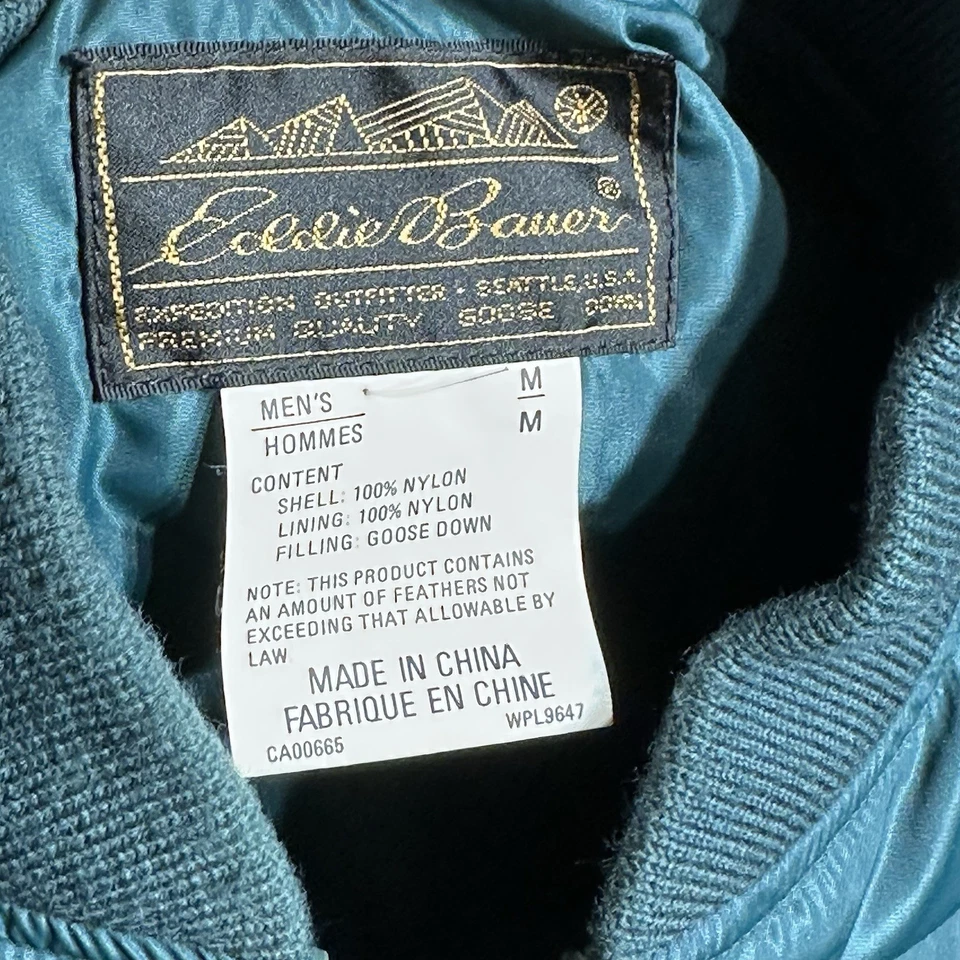 Eddie Bauer®
EXPEDITION OUTFITTER · SEATTLE, U.S.A.
PREMIUM QUALITY GOOSE DOWN
MEN'S M
HOMMES M
CONTENT
SHELL: 100% NYLON
LINING: 100% NYLON
FILLING: GOOSE DOWN
NOTE: THIS PRODUCT CONTAINS
AN AMOUNT OF FEATHERS NOT
EXCEEDING THAT ALLOWABLE BY
LAW
MADE IN CHINA
FABRIQUE EN CHINE
CA00665 WPL9647